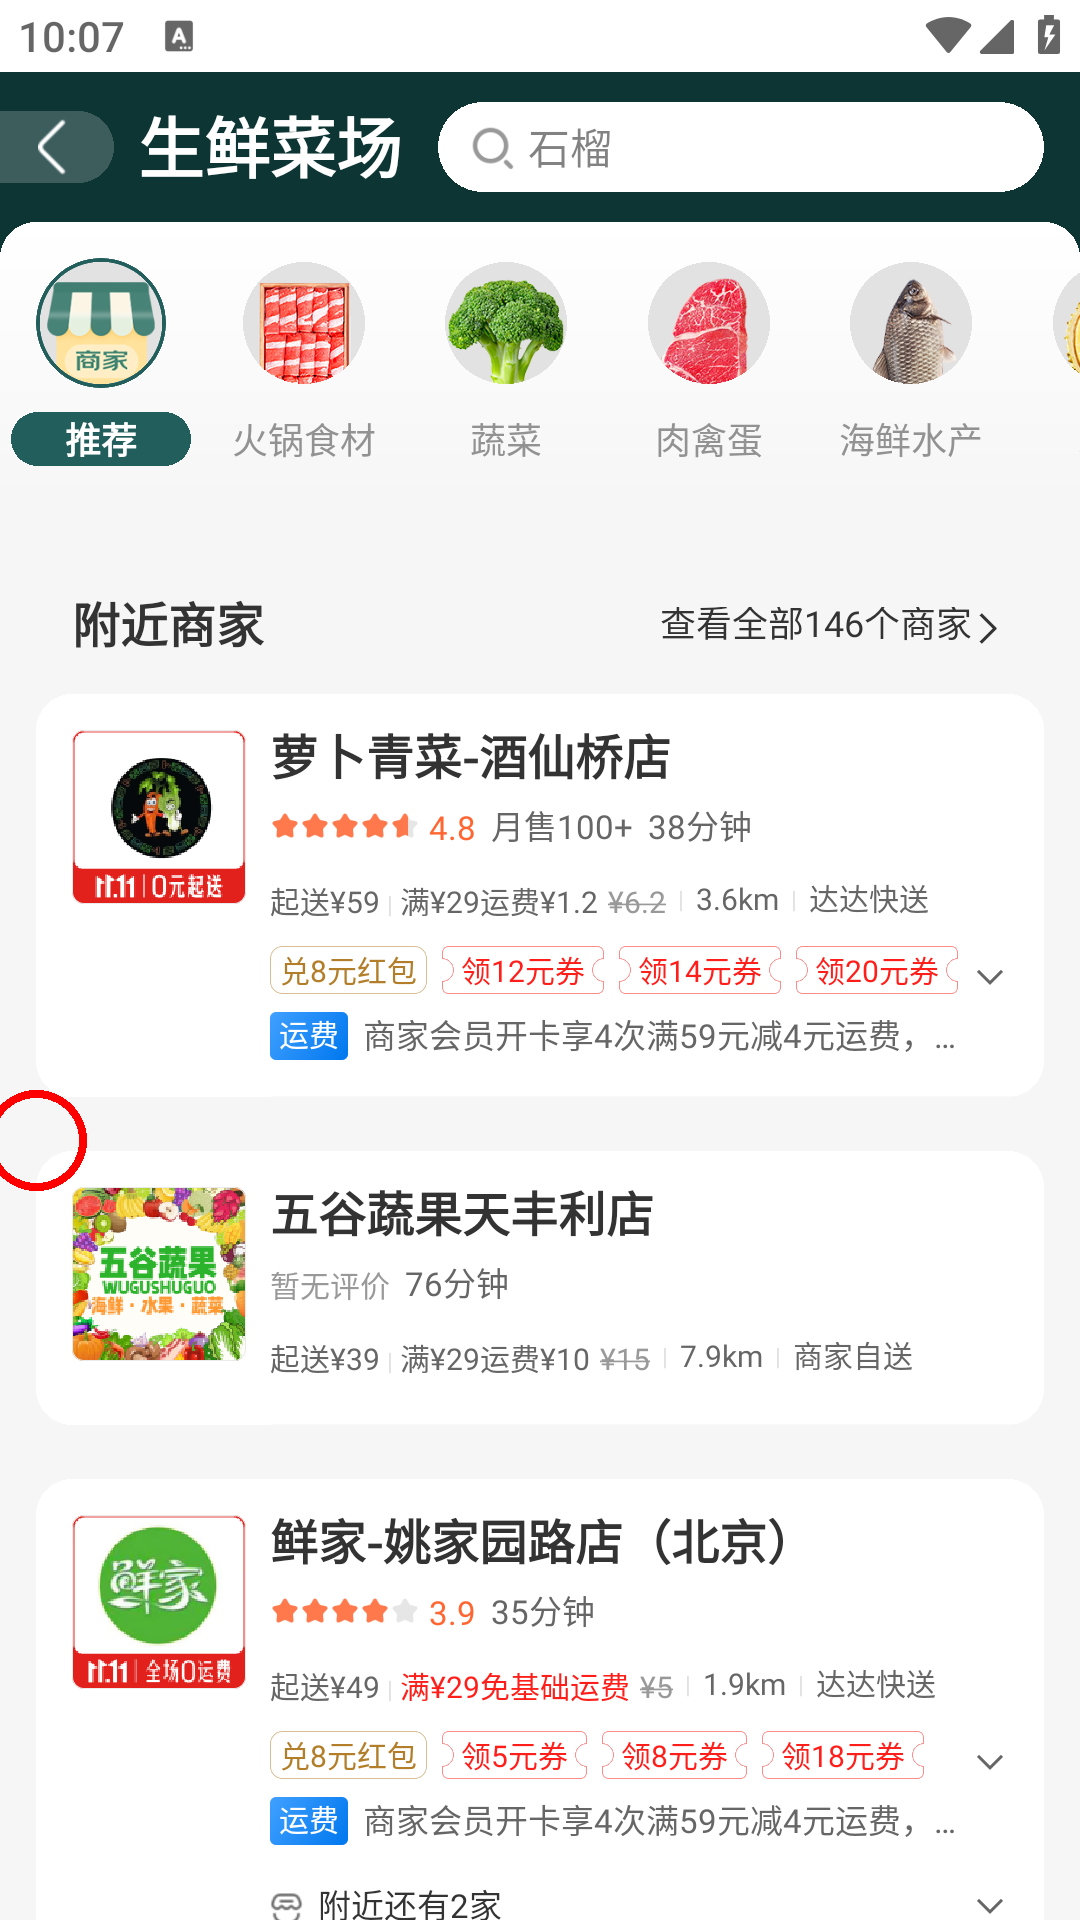 10:07
A
生鲜菜场
石榴
商家
推荐
火锅食材
蔬菜
肉禽蛋
海鲜水产
附近商家
查看全部146个商家
萝卜青菜-酒仙桥店
4.8 月售100+ 38分钟
11.11 0元起送
起送¥59 满¥29运费¥1.2 ¥6.2 3.6km 达达快送
兑8元红包 领12元券 领14元券 领20元券
运费 商家会员开卡享4次满59元减4元运费，...
五谷蔬果天丰利店
五谷蔬果
WUGUSHUGUO
海鲜·水果·蔬菜
暂无评价 76分钟
起送¥39 满¥29运费¥10 ¥15 7.9km 商家自送
鲜家-姚家园路店（北京）
鲜家
3.9 35分钟
11.11 全场0运费
起送¥49 满¥29免基础运费 ¥5 1.9km 达达快送
兑8元红包 领5元券 领8元券 领18元券
运费 商家会员开卡享4次满59元减4元运费，...
附近还有2家